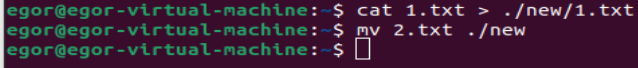 egor@egor-virtual-machine:~$ cat 1.txt > ./new/1.txt
egor@egor-virtual-machine:~$ mv 2.txt ./new
egor@egor-virtual-machine:~$